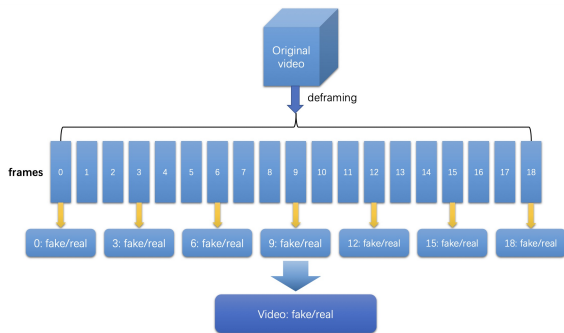 Original
video
deframing
frames 0 1 2 3 4 5 6 7 8 9 10 11 12 13 14 15 16 17 18
0: fake/real 3: fake/real 6: fake/real 9: fake/real 12: fake/real 15: fake/real 18: fake/real
Video: fake/real